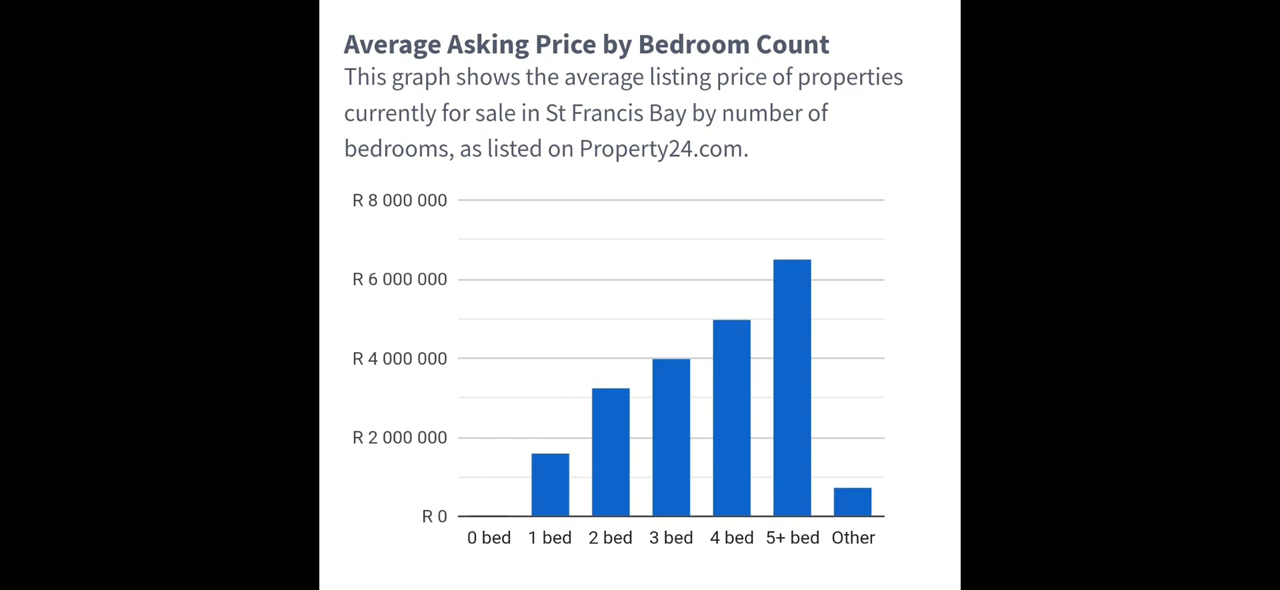 Average Asking Price by Bedroom Count
This graph shows the average listing price of properties
currently for sale in St Francis Bay by number of
bedrooms, as listed on Property24.com.
R 8 000 000
R 6 000 000
R 4 000 000
R 2 000 000
R 0
0 bed 1 bed 2 bed 3 bed 4 bed 5+ bed Other